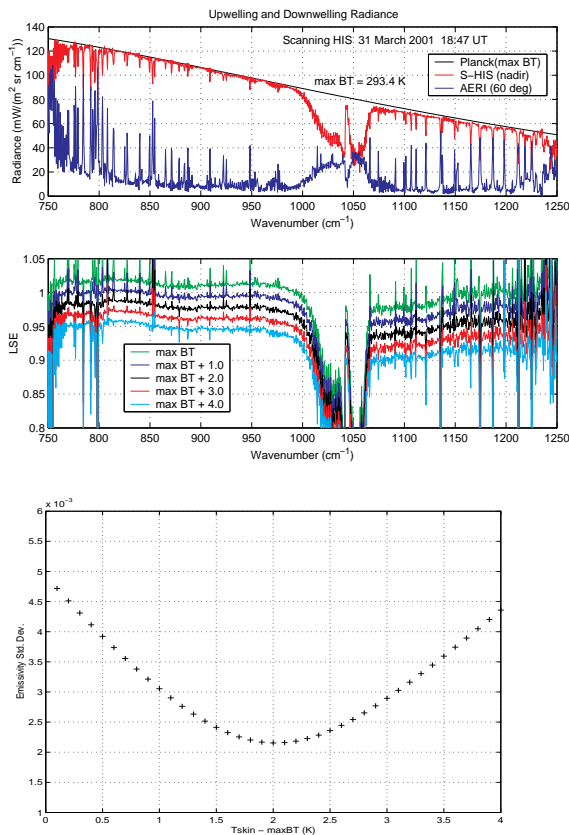 Upwelling and Downwelling Radiance
Scanning HIS 31 March 2001 18:47 UT
max BT = 293.4 K
Planck(max BT)
S−HIS (nadir)
AERI (60 deg)
Radiance (mW/(m² sr cm⁻¹))
140
120
100
80
60
40
20
0
750 800 850 900 950 1000 1050 1100 1150 1200 1250
Wavenumber (cm⁻¹)
LSE
1.05
1
0.95
0.9
0.85
0.8
max BT
max BT + 1.0
max BT + 2.0
max BT + 3.0
max BT + 4.0
750 800 850 900 950 1000 1050 1100 1150 1200 1250
Wavenumber (cm⁻¹)
x 10⁻³
Emissivity Std. Dev.
6
5.5
5
4.5
4
3.5
3
2.5
2
1.5
1
0 0.5 1 1.5 2 2.5 3 3.5 4
Tskin − maxBT (K)